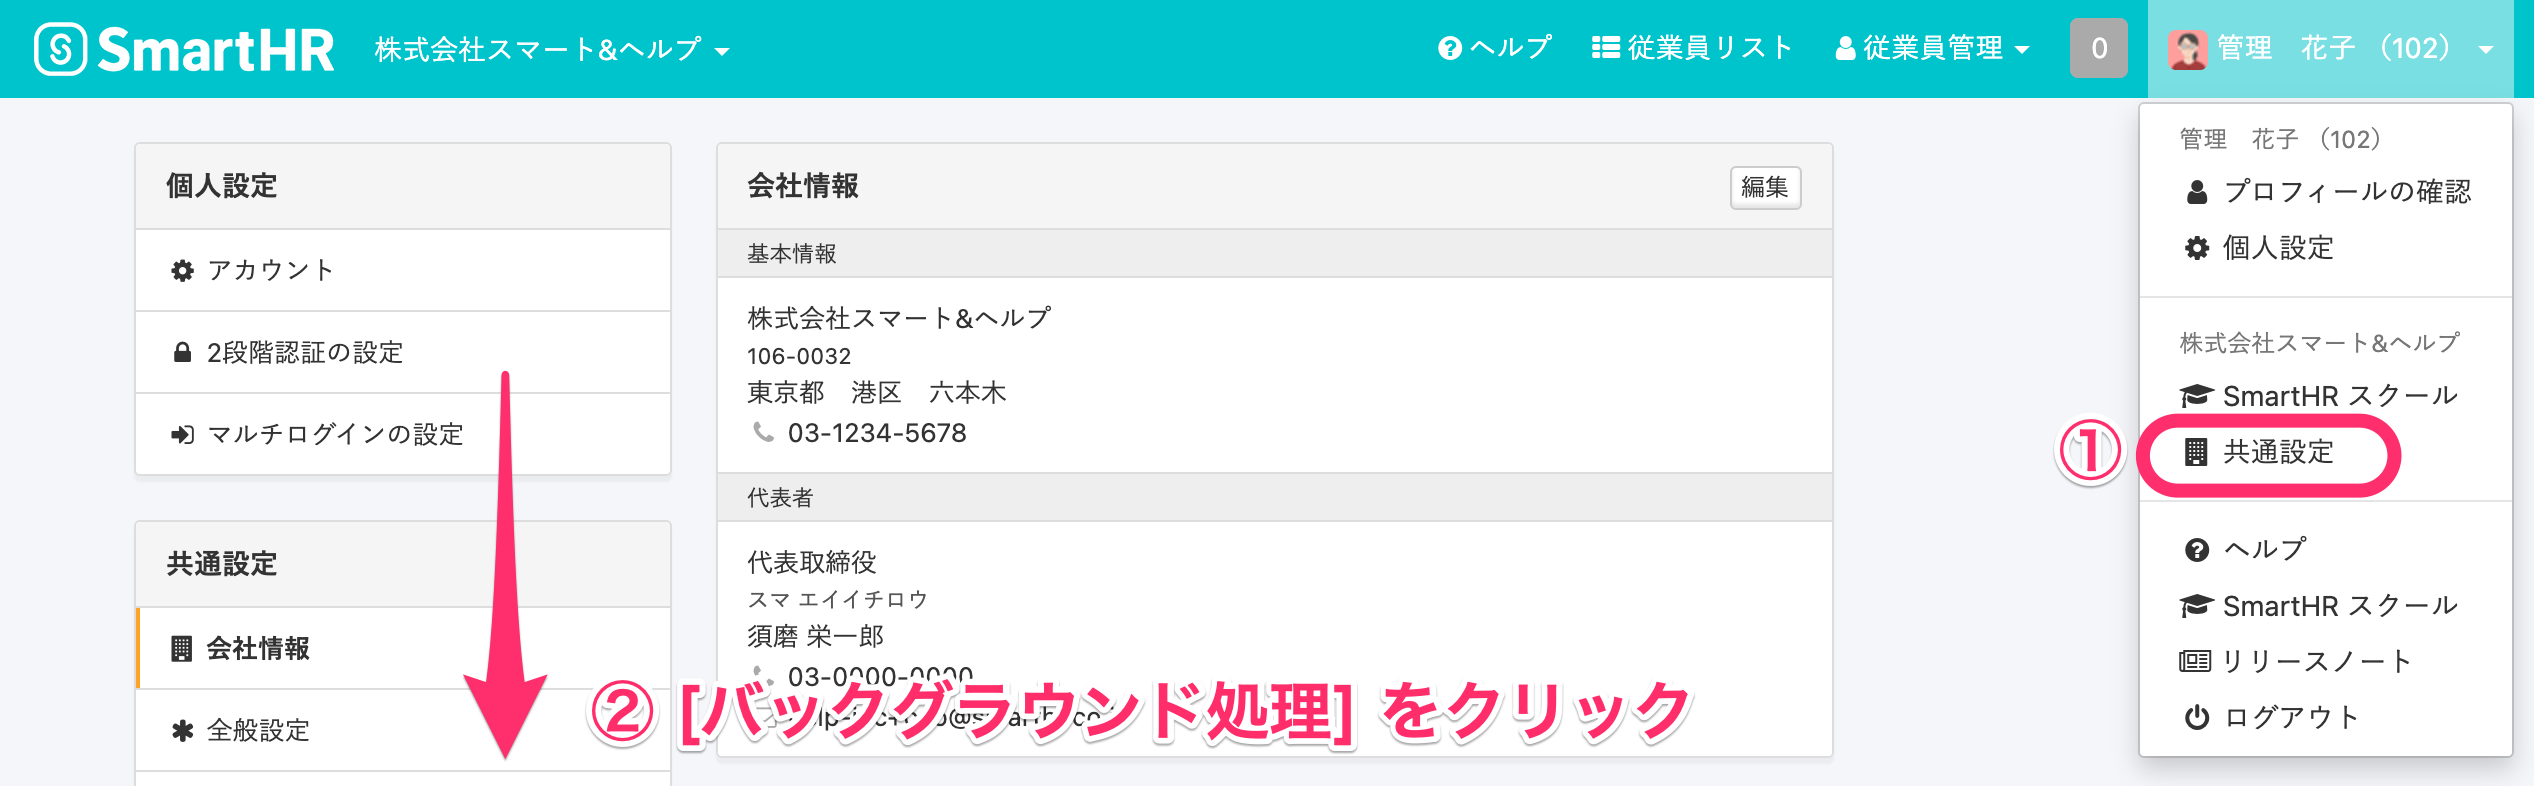 SmartHR 株式会社スマート&ヘルプ ヘルプ 従業員リスト 従業員管理 0 管理　花子 （102）
個人設定
アカウント
2段階認証の設定
マルチログインの設定
共通設定
会社情報
全般設定
会社情報 編集
基本情報
株式会社スマート&ヘルプ
106-0032
東京都　港区　六本木
03-1234-5678
代表者
代表取締役
スマ エイイチロウ
須磨 栄一郎
03-0000-0000
② [バックグラウンド処理] をクリック
管理　花子 （102）
プロフィールの確認
個人設定
株式会社スマート&ヘルプ
SmartHR スクール
① 共通設定
ヘルプ
SmartHR スクール
リリースノート
ログアウト